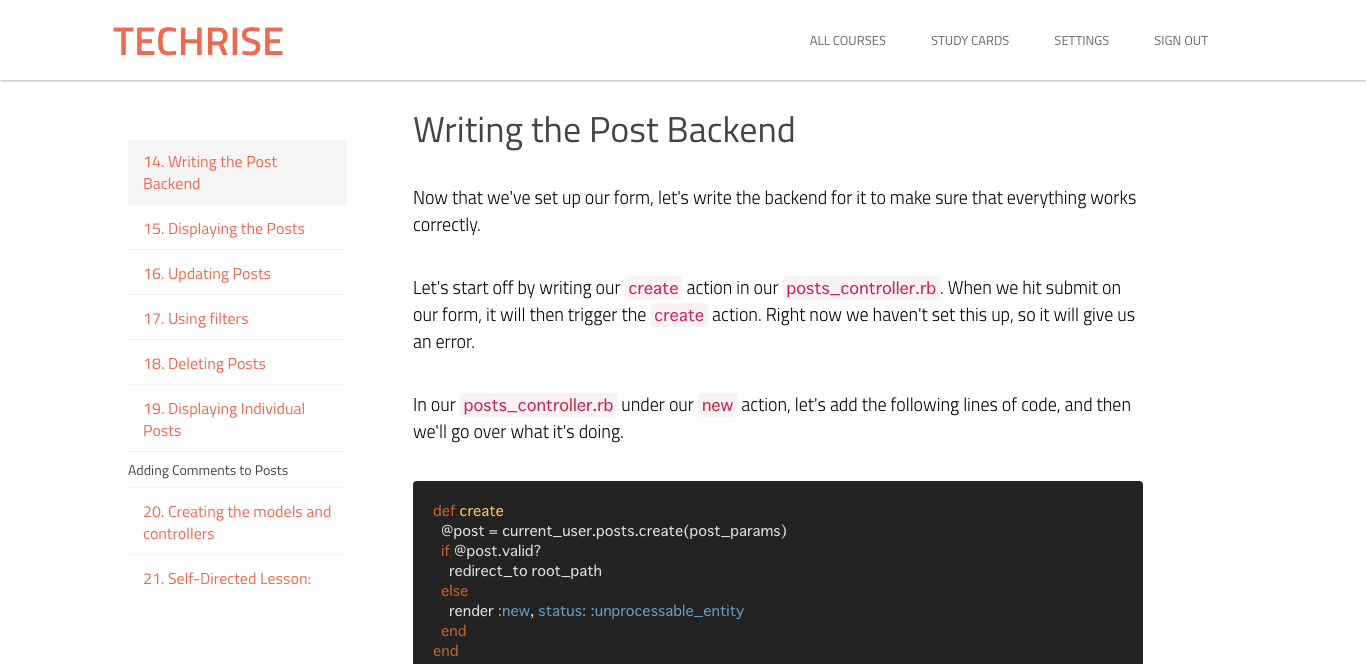 TECHRISE
ALL COURSES STUDY CARDS SETTINGS SIGN OUT
14. Writing the Post
Backend
15. Displaying the Posts
16. Updating Posts
17. Using filters
18. Deleting Posts
19. Displaying Individual
Posts
Adding Comments to Posts
20. Creating the models and
controllers
21. Self-Directed Lesson:
Writing the Post Backend
Now that we've set up our form, let's write the backend for it to make sure that everything works
correctly.
Let's start off by writing our create action in our posts_controller.rb. When we hit submit on
our form, it will then trigger the create action. Right now we haven't set this up, so it will give us
an error.
In our posts_controller.rb under our new action, let's add the following lines of code, and then
we'll go over what it's doing.
def create
  @post = current_user.posts.create(post_params)
  if @post.valid?
    redirect_to root_path
  else
    render :new, status: :unprocessable_entity
  end
end